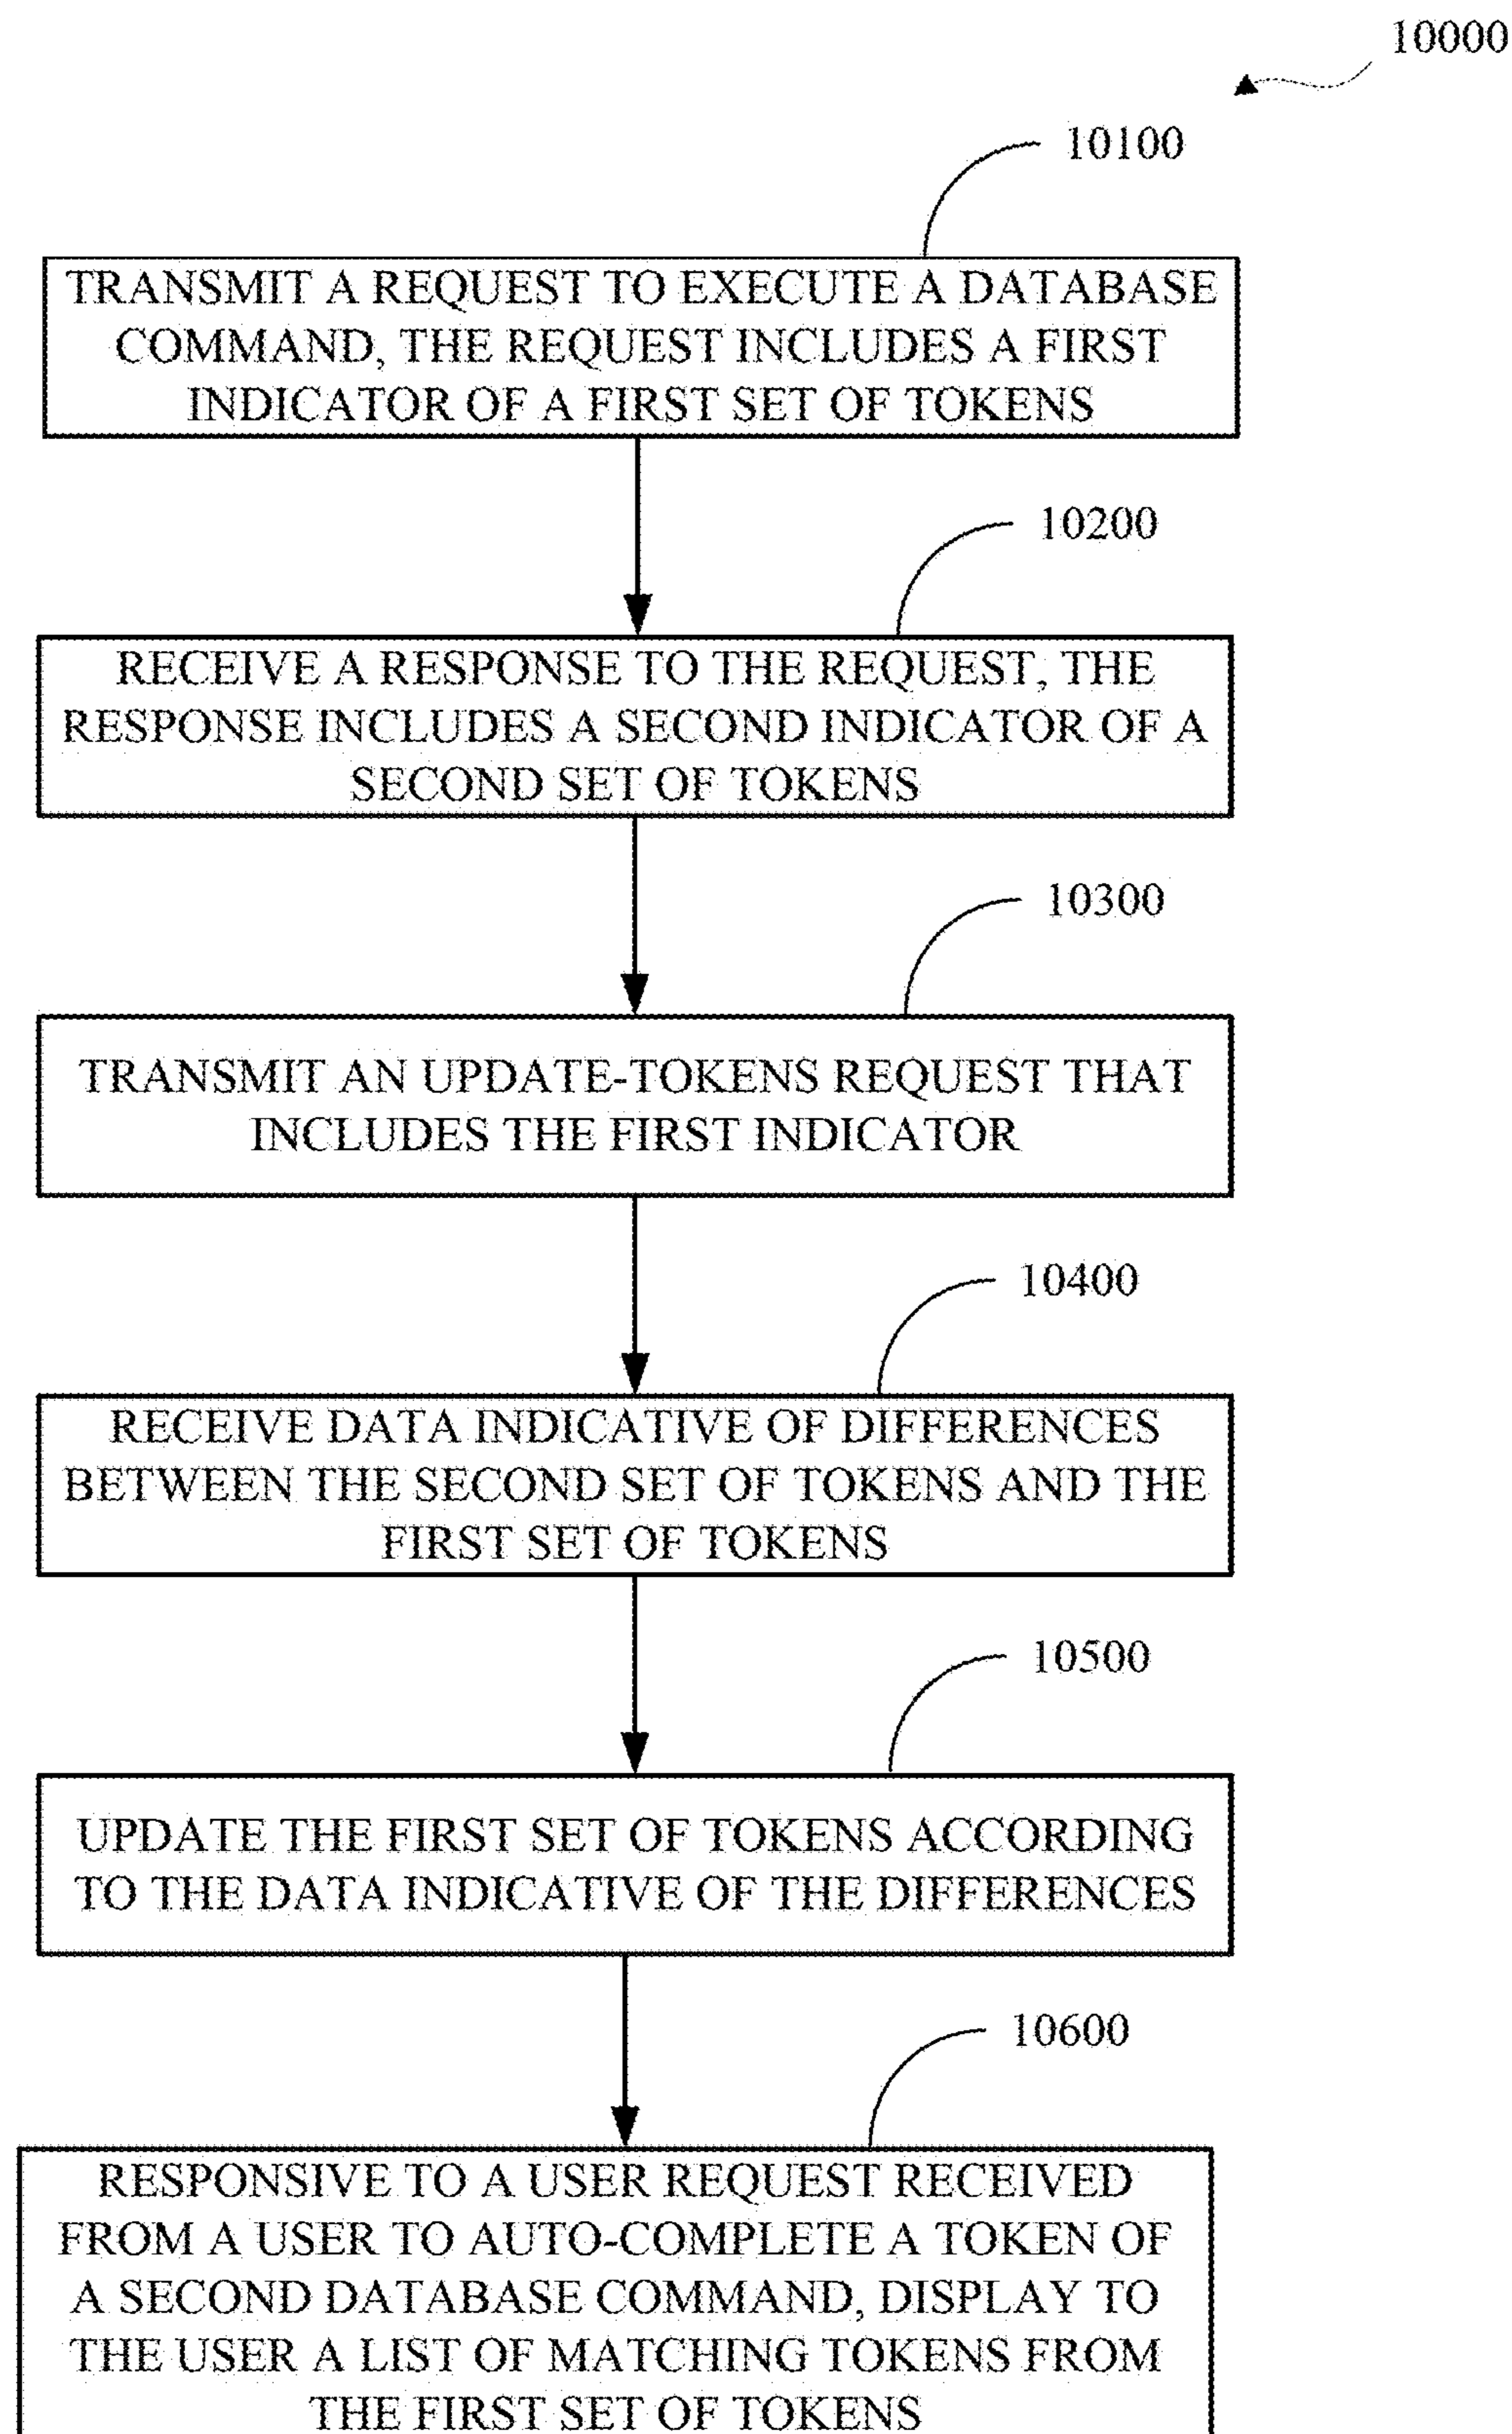 10000
10100
TRANSMIT A REQUEST TO EXECUTE A DATABASE
COMMAND, THE REQUEST INCLUDES A FIRST
INDICATOR OF A FIRST SET OF TOKENS
10200
RECEIVE A RESPONSE TO THE REQUEST, THE
RESPONSE INCLUDES A SECOND INDICATOR OF A
SECOND SET OF TOKENS
10300
TRANSMIT AN UPDATE-TOKENS REQUEST THAT
INCLUDES THE FIRST INDICATOR
10400
RECEIVE DATA INDICATIVE OF DIFFERENCES
BETWEEN THE SECOND SET OF TOKENS AND THE
FIRST SET OF TOKENS
10500
UPDATE THE FIRST SET OF TOKENS ACCORDING
TO THE DATA INDICATIVE OF THE DIFFERENCES
10600
RESPONSIVE TO A USER REQUEST RECEIVED
FROM A USER TO AUTO-COMPLETE A TOKEN OF
A SECOND DATABASE COMMAND, DISPLAY TO
THE USER A LIST OF MATCHING TOKENS FROM
THE FIRST SET OF TOKENS